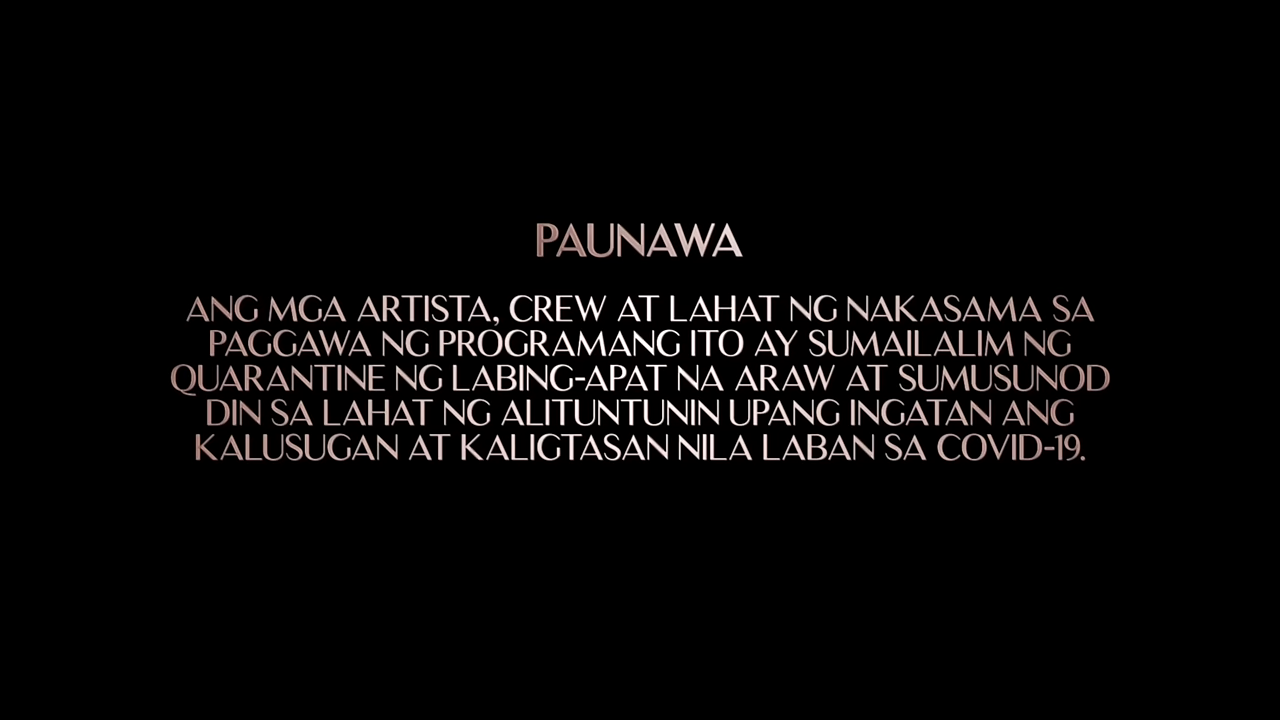 PAUNAWA
ANG MGA ARTISTA, CREW AT LAHAT NG NAKASAMA SA
PAGGAWA NG PROGRAMANG ITO AY SUMAILALIM NG
QUARANTINE NG LABING-APAT NA ARAW AT SUMUSUNOD
DIN SA LAHAT NG ALITUNTUNIN UPANG INGATAN ANG
KALUSUGAN AT KALIGTASAN NILA LABAN SA COVID-19.